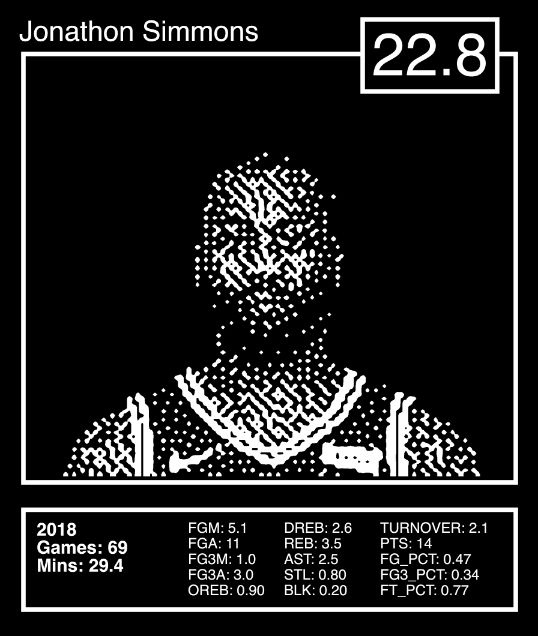 Jonathon Simmons
22.8
2018
Games: 69
Mins: 29.4
FGM: 5.1
FGA: 11
FG3M: 1.0
FG3A: 3.0
OREB: 0.90
DREB: 2.6
REB: 3.5
AST: 2.5
STL: 0.80
BLK: 0.20
TURNOVER: 2.1
PTS: 14
FG_PCT: 0.47
FG3_PCT: 0.34
FT_PCT: 0.77